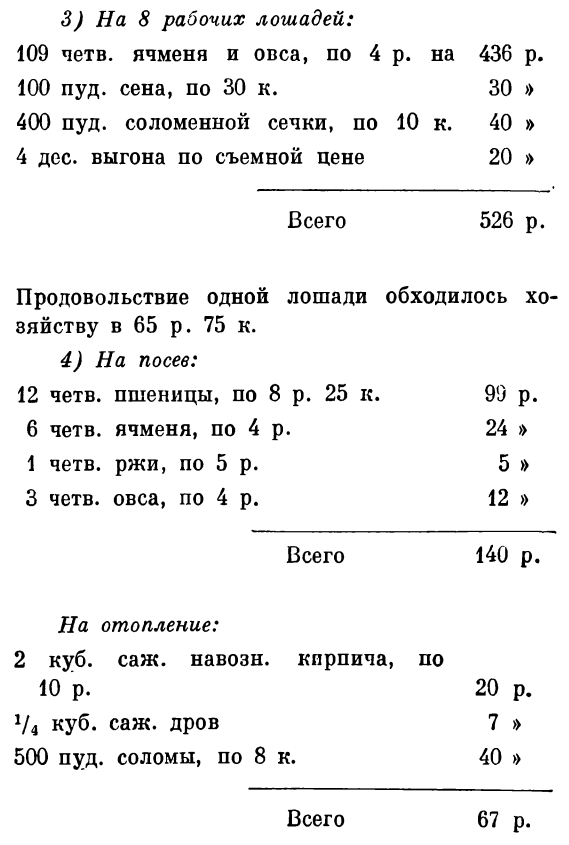 3) На 8 рабочих лошадей:
109 четв. ячменя и овса, по 4 р. на 436 р.
100 пуд. сена, по 30 к. 30 »
400 пуд. соломенной сечки, по 10 к. 40 »
4 дес. выгона по съемной цене 20 »
Всего 526 р.
Продовольствие одной лошади обходилось хо-
зяйству в 65 р. 75 к.
4) На посев:
12 четв. пшеницы, по 8 р. 25 к. 99 р.
6 четв. ячменя, по 4 р. 24 »
1 четв. ржи, по 5 р. 5 »
3 четв. овса, по 4 р. 12 »
Всего 140 р.
На отопление:
2 куб. саж. навозн. кирпича, по
10 р. 20 р.
1/4 куб. саж. дров 7 »
500 пуд. соломы, по 8 к. 40 »
Всего 67 р.